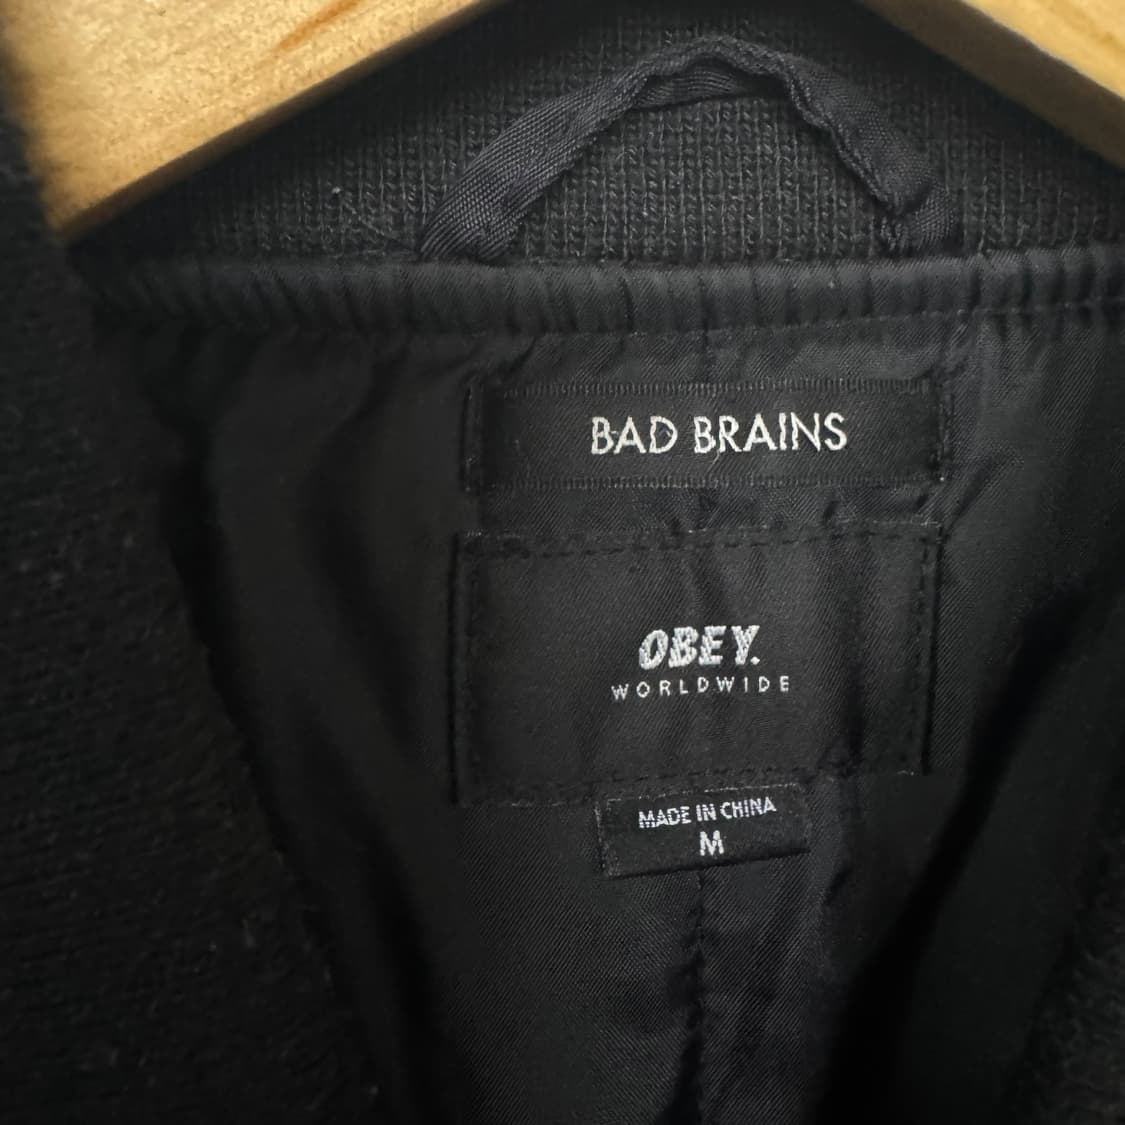 BAD BRAINS
OBEY.
WORLDWIDE
MADE IN CHINA
M